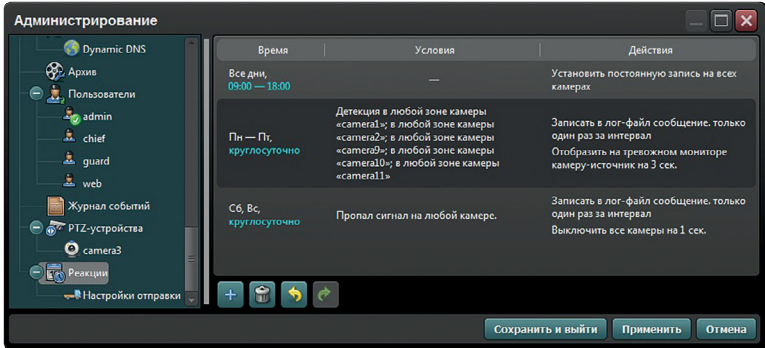 Администрирование
Dynamic DNS
Архив
Пользователи
admin
chief
guard
web
Журнал событий
PTZ-устройства
camera3
Реакции
Настройки отправки
Время
Условия
Действия
Все дни,
09:00 — 18:00
—
Установить постоянную запись на всех
камерах
Пн — Пт,
круглосуточно
Детекция в любой зоне камеры
«camera1»; в любой зоне камеры
«camera2»; в любой зоне камеры
«camera9»; в любой зоне камеры
«camera10»; в любой зоне камеры
«camera11»
Записать в лог-файл сообщение. только
один раз за интервал
Отобразить на тревожном мониторе
камеру-источник на 3 сек.
Сб, Вс,
круглосуточно
Пропал сигнал на любой камере.
Записать в лог-файл сообщение. только
один раз за интервал
Выключить все камеры на 1 сек.
Сохранить и выйти
Применить
Отмена